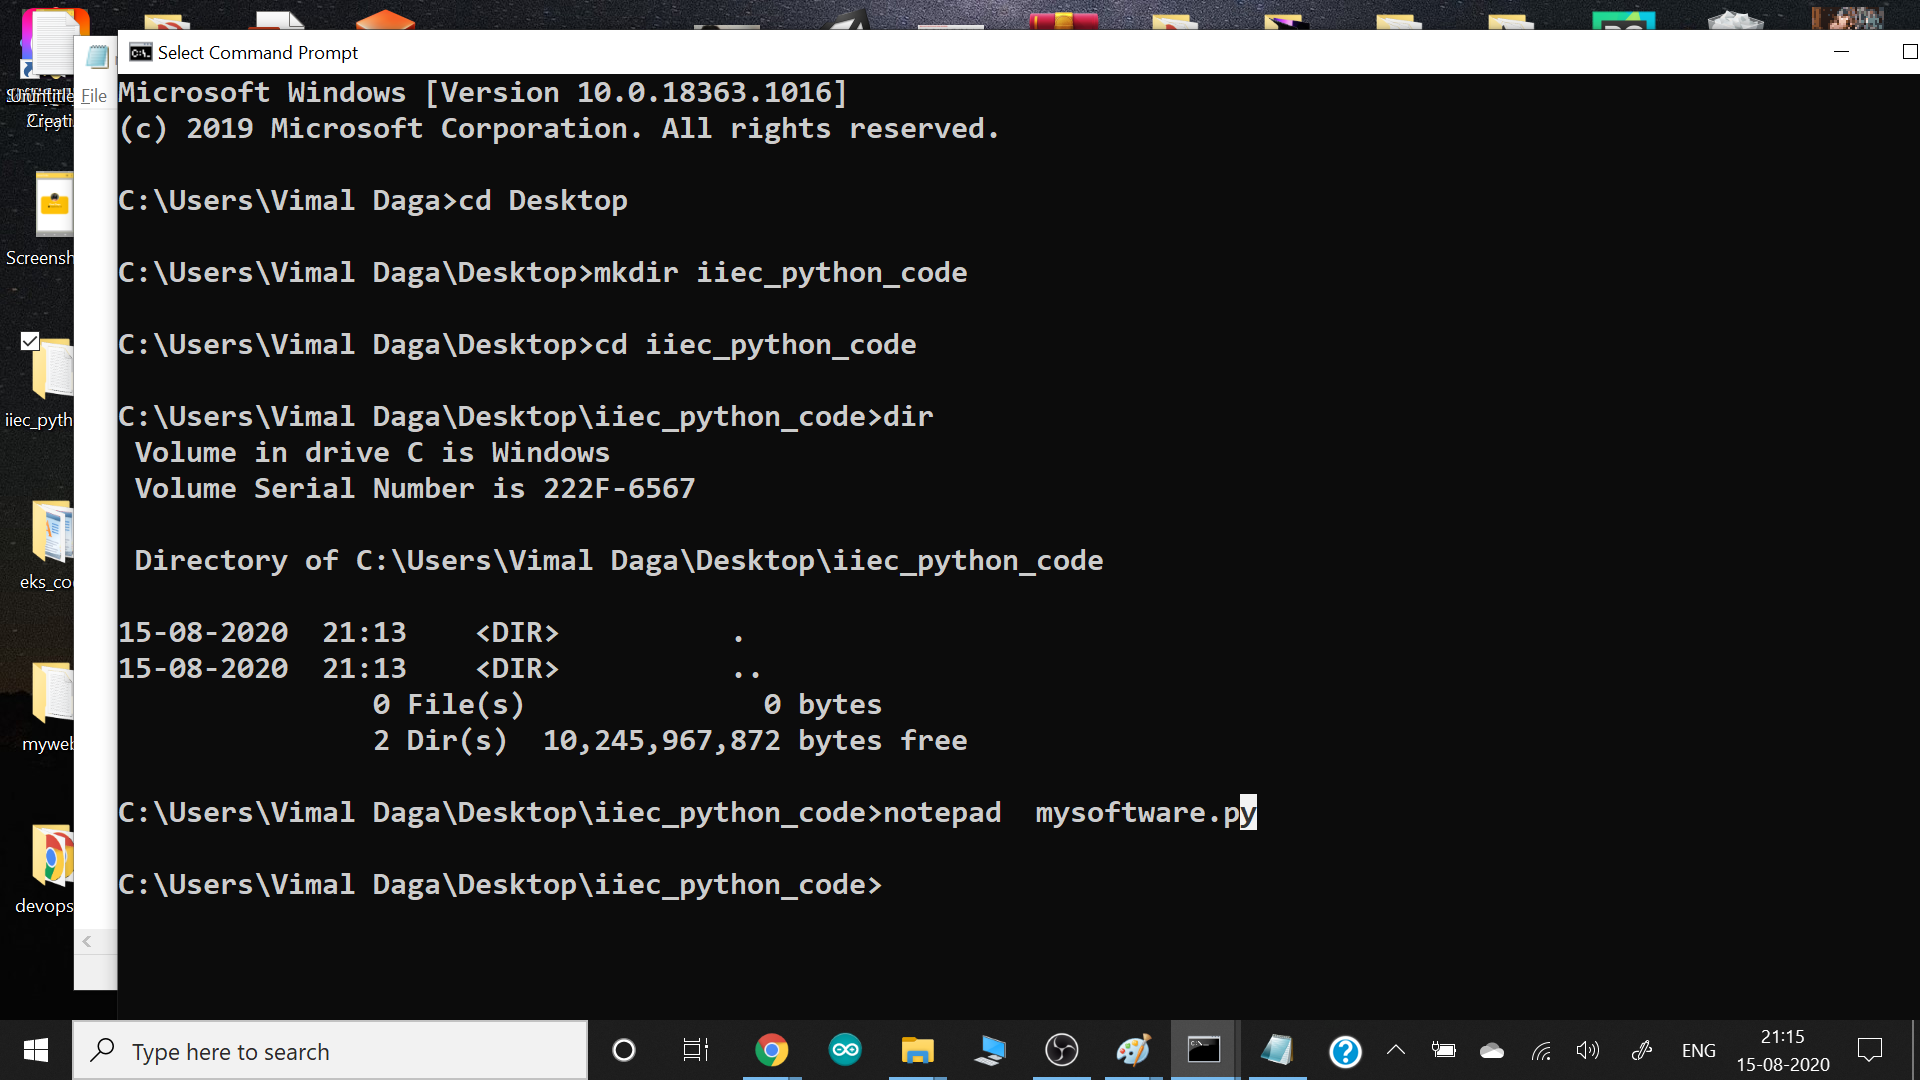 Select Command Prompt
File
Microsoft Windows [Version 10.0.18363.1016]
(c) 2019 Microsoft Corporation. All rights reserved.
C:\Users\Vimal Daga>cd Desktop
C:\Users\Vimal Daga\Desktop>mkdir iiec_python_code
C:\Users\Vimal Daga\Desktop>cd iiec_python_code
C:\Users\Vimal Daga\Desktop\iiec_python_code>dir
Volume in drive C is Windows
Volume Serial Number is 222F-6567
Directory of C:\Users\Vimal Daga\Desktop\iiec_python_code
15-08-2020 21:13 <DIR> .
15-08-2020 21:13 <DIR> ..
0 File(s) 0 bytes
2 Dir(s) 10,245,967,872 bytes free
C:\Users\Vimal Daga\Desktop\iiec_python_code>notepad mysoftware.py
C:\Users\Vimal Daga\Desktop\iiec_python_code>
Screensh
iiec_pyth
eks_co
myweb
devops
Type here to search
ENG
21:15
15-08-2020